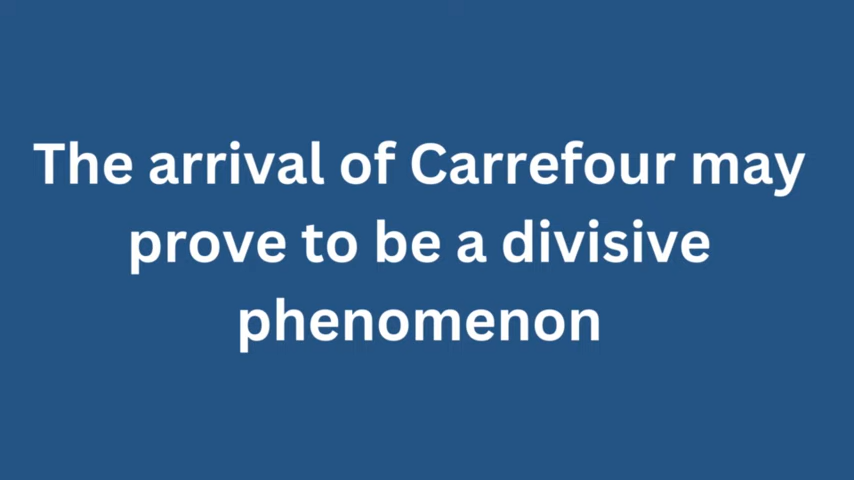 The arrival of Carrefour may
prove to be a divisive
phenomenon